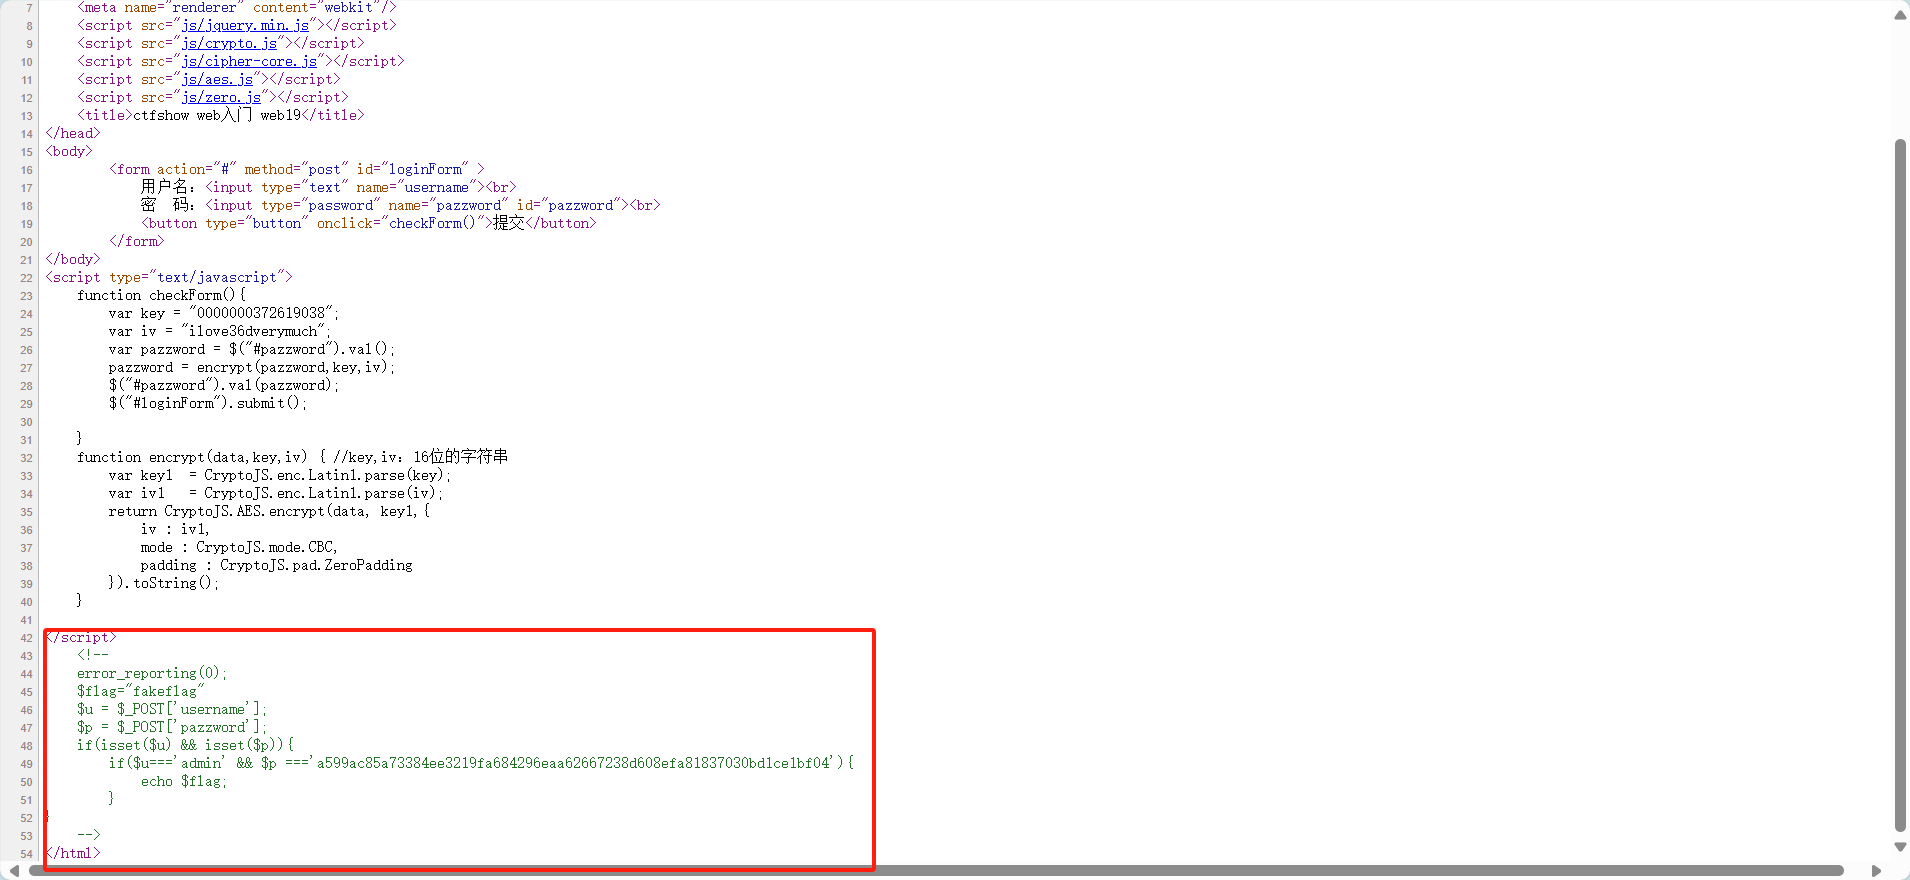 7 <meta name="renderer" content="webkit"/>
8 <script src="js/jquery.min.js"></script>
9 <script src="js/crypto.js"></script>
10 <script src="js/cipher-core.js"></script>
11 <script src="js/aes.js"></script>
12 <script src="js/zero.js"></script>
13 <title>ctfshow web入门 web19</title>
14 </head>
15 <body>
16 <form action="#" method="post" id="loginForm" >
17 用户名：<input type="text" name="username"><br>
18 密　码：<input type="password" name="pazzword" id="pazzword"><br>
19 <button type="button" onclick="checkForm()">提交</button>
20 </form>
21 </body>
22 <script type="text/javascript">
23 function checkForm(){
24 var key = "0000000372619038";
25 var iv = "ilove36dverymuch";
26 var pazzword = $("#pazzword").val();
27 pazzword = encrypt(pazzword,key,iv);
28 $("#pazzword").val(pazzword);
29 $("#loginForm").submit();
30
31 }
32 function encrypt(data,key,iv) { //key,iv：16位的字符串
33 var key1  = CryptoJS.enc.Latin1.parse(key);
34 var iv1   = CryptoJS.enc.Latin1.parse(iv);
35 return CryptoJS.AES.encrypt(data, key1,{
36 iv : iv1,
37 mode : CryptoJS.mode.CBC,
38 padding : CryptoJS.pad.ZeroPadding
39 }).toString();
40 }
41
42 </script>
43 <!--
44 error_reporting(0);
45 $flag="fakeflag"
46 $u = $_POST['username'];
47 $p = $_POST['pazzword'];
48 if(isset($u) && isset($p)){
49 if($u==='admin' && $p ==='a599ac85a73384ee3219fa684296eaa62667238d608efa81837030bd1ce1bf04'){
50 echo $flag;
51 }
52 }
53 -->
54 </html>